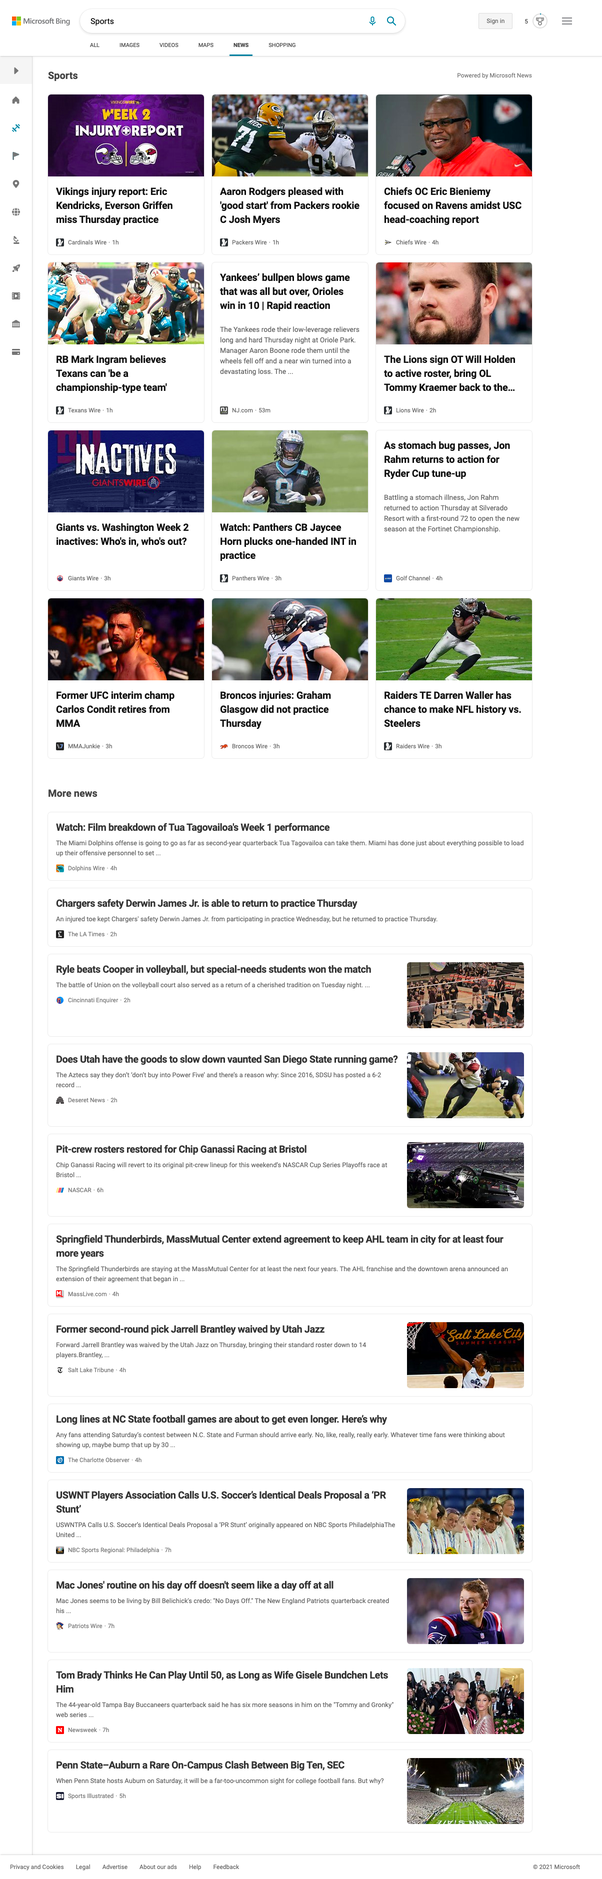 Microsoft Bing
Sports
Sign in
5
ALL
IMAGES
VIDEOS
MAPS
NEWS
SHOPPING
Sports
Powered by Microsoft News
WEEK 2
INJURY REPORT
Vikings injury report: Eric
Kendricks, Everson Griffen
miss Thursday practice
Cardinals Wire · 1h
71
Aaron Rodgers pleased with
'good start' from Packers rookie
C Josh Myers
Packers Wire · 1h
Chiefs OC Eric Bieniemy
focused on Ravens amidst USC
head-coaching report
Chiefs Wire · 4h
RB Mark Ingram believes
Texans can 'be a
championship-type team'
Texans Wire · 1h
Yankees' bullpen blows game
that was all but over, Orioles
win in 10 | Rapid reaction
The Yankees rode their low-leverage relievers
long and hard Thursday night at Oriole Park.
Manager Aaron Boone rode them until the
wheels fell off and a near win turned into a
devastating loss. The ...
NJ.com · 53m
The Lions sign OT Will Holden
to active roster, bring OL
Tommy Kraemer back to the...
Lions Wire · 2h
INACTIVES
GIANTSWIRE
Giants vs. Washington Week 2
inactives: Who's in, who's out?
Giants Wire · 3h
8
Watch: Panthers CB Jaycee
Horn plucks one-handed INT in
practice
Panthers Wire · 3h
As stomach bug passes, Jon
Rahm returns to action for
Ryder Cup tune-up
Battling a stomach illness, Jon Rahm
returned to action Thursday at Silverado
Resort with a first-round 72 to open the new
season at the Fortinet Championship.
Golf Channel · 4h
Former UFC interim champ
Carlos Condit retires from
MMA
MMAJunkie · 3h
61
Broncos injuries: Graham
Glasgow did not practice
Thursday
Broncos Wire · 3h
Raiders TE Darren Waller has
chance to make NFL history vs.
Steelers
Raiders Wire · 3h
More news
Watch: Film breakdown of Tua Tagovailoa's Week 1 performance
The Miami Dolphins offense is going to go as far as second-year quarterback Tua Tagovailoa can take them. Miami has done just about everything possible to load
up their offensive personnel to set ...
Dolphins Wire · 4h
Chargers safety Derwin James Jr. is able to return to practice Thursday
An injured toe kept Chargers' safety Derwin James Jr. from participating in practice Wednesday, but he returned to practice Thursday.
The LA Times · 2h
Ryle beats Cooper in volleyball, but special-needs students won the match
The battle of Union on the volleyball court also served as a return of a cherished tradition on Tuesday night. ...
Cincinnati Enquirer · 2h
Does Utah have the goods to slow down vaunted San Diego State running game?
The Aztecs say they don't 'don't buy into Power Five' and there's a reason why: Since 2016, SDSU has posted a 6-2
record ...
Deseret News · 2h
Pit-crew rosters restored for Chip Ganassi Racing at Bristol
Chip Ganassi Racing will revert to its original pit-crew lineup for this weekend's NASCAR Cup Series Playoffs race at
Bristol ...
NASCAR · 6h
Springfield Thunderbirds, MassMutual Center extend agreement to keep AHL team in city for at least four
more years
The Springfield Thunderbirds are staying at the MassMutual Center for at least the next four years. The AHL franchise and the downtown arena announced an
extension of their agreement that began in ...
MassLive.com · 4h
Former second-round pick Jarrell Brantley waived by Utah Jazz
Forward Jarrell Brantley was waived by the Utah Jazz on Thursday, bringing their standard roster down to 14
players.Brantley, ...
Salt Lake Tribune · 4h
Salt Lake City
Long lines at NC State football games are about to get even longer. Here's why
Any fans attending Saturday's contest between N.C. State and Furman should arrive early. No, like, really, really early. Whatever time fans were thinking about
showing up, maybe bump that up by 30 ...
The Charlotte Observer · 4h
USWNT Players Association Calls U.S. Soccer's Identical Deals Proposal a 'PR
Stunt'
USWNTPA Calls U.S. Soccer's Identical Deals Proposal a 'PR Stunt' originally appeared on NBC Sports PhiladelphiaThe
United ...
NBC Sports Regional: Philadelphia · 7h
Mac Jones' routine on his day off doesn't seem like a day off at all
Mac Jones seems to be living by Bill Belichick's credo: "No Days Off." The New England Patriots quarterback created
his ...
Patriots Wire · 7h
Tom Brady Thinks He Can Play Until 50, as Long as Wife Gisele Bundchen Lets
Him
The 44-year-old Tampa Bay Buccaneers quarterback said he has six more seasons in him on the "Tommy and Gronky"
web series ...
Newsweek · 7h
Penn State–Auburn a Rare On-Campus Clash Between Big Ten, SEC
When Penn State hosts Auburn on Saturday, it will be a far-too-uncommon sight for college football fans. But why?
Sports Illustrated · 5h
Privacy and Cookies
Legal
Advertise
About our ads
Help
Feedback
© 2021 Microsoft